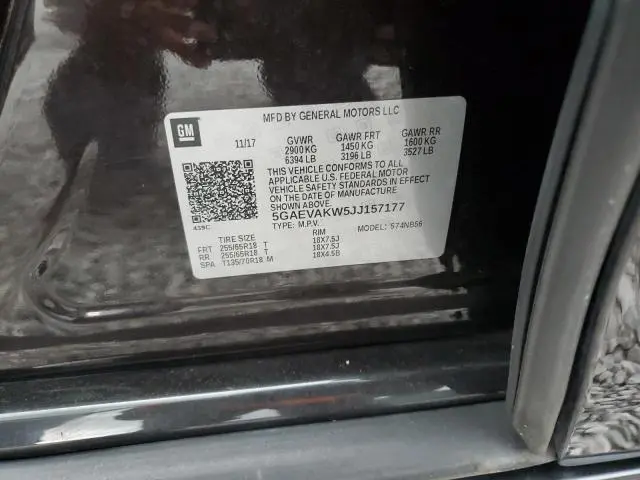 MFD BY GENERAL MOTORS LLC
GM
11/17 GVWR GAWR FRT GAWR RR
2900 KG 1450 KG 1600 KG
6394 LB 3196 LB 3527 LB
THIS VEHICLE CONFORMS TO ALL
APPLICABLE U.S. FEDERAL MOTOR
VEHICLE SAFETY STANDARDS IN EFFECT
ON THE DATE OF MANUFACTURE
SHOWN ABOVE.
5GAEVAKW5JJ157177
439C TYPE: M.P.V. MODEL: S74NB56
TIRE SIZE RIM
FRT 255/65R18 T 18X7.5J
RR 255/65R18 T 18X7.5J
SPA T135/70R18 M 18X4.5B